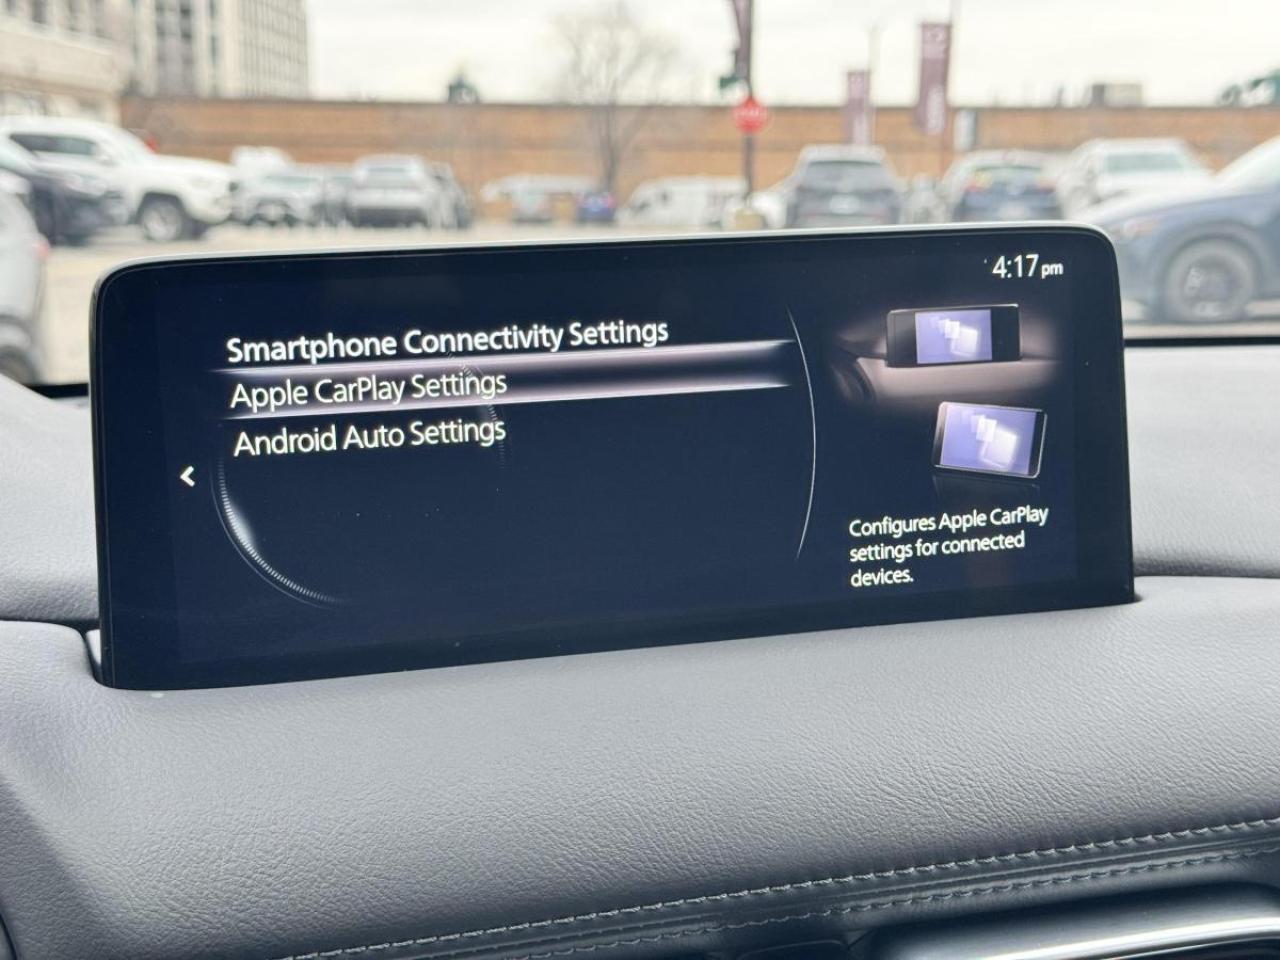 4:17 pm
Smartphone Connectivity Settings
Apple CarPlay Settings
Android Auto Settings
Configures Apple CarPlay
settings for connected
devices.